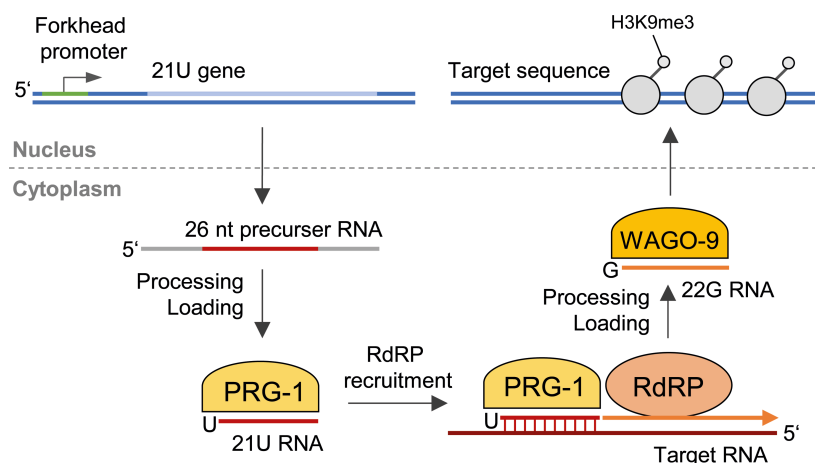 Forkhead
promoter
5‘
21U gene
H3K9me3
Target sequence
Nucleus
Cytoplasm
26 nt precurser RNA
5‘
Processing
Loading
PRG-1
U
21U RNA
RdRP
recruitment
PRG-1
U
RdRP
5‘
Target RNA
Processing
Loading
WAGO-9
G
22G RNA